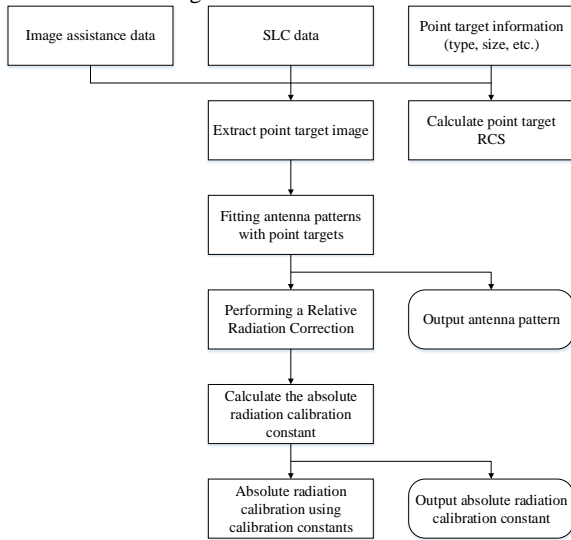 Image assistance data
SLC data
Point target information
(type, size, etc.)
Extract point target image
Calculate point target
RCS
Fitting antenna patterns
with point targets
Performing a Relative
Radiation Correction
Output antenna pattern
Calculate the absolute
radiation calibration
constant
Absolute radiation
calibration using
calibration constants
Output absolute radiation
calibration constant